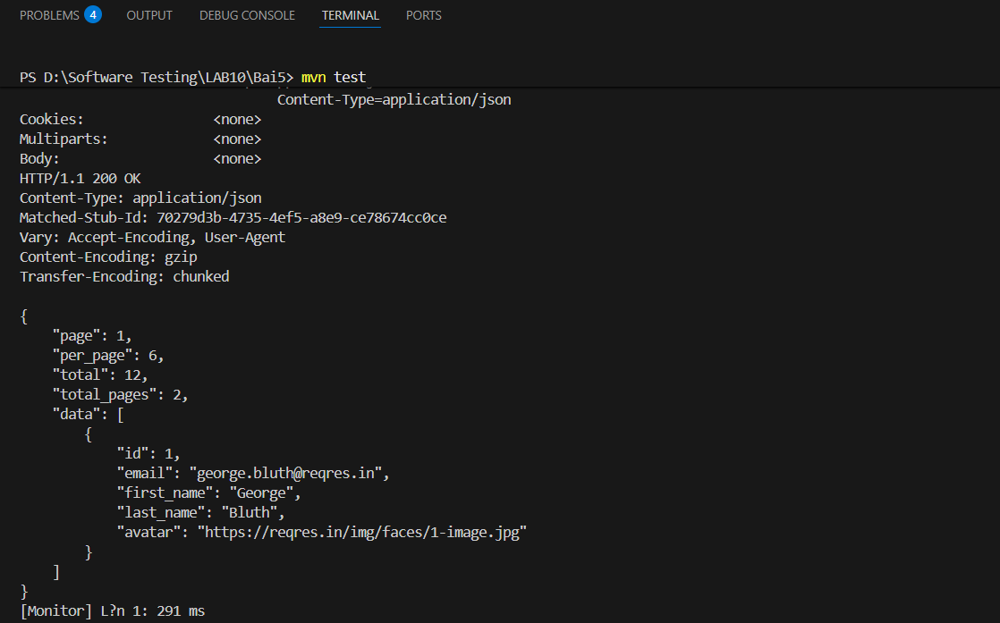 PROBLEMS 4 OUTPUT DEBUG CONSOLE TERMINAL PORTS
PS D:\Software Testing\LAB10\Bai5> mvn test
Content-Type=application/json
Cookies: <none>
Multiparts: <none>
Body: <none>
HTTP/1.1 200 OK
Content-Type: application/json
Matched-Stub-Id: 70279d3b-4735-4ef5-a8e9-ce78674cc0ce
Vary: Accept-Encoding, User-Agent
Content-Encoding: gzip
Transfer-Encoding: chunked
{
    "page": 1,
    "per_page": 6,
    "total": 12,
    "total_pages": 2,
    "data": [
        {
            "id": 1,
            "email": "george.bluth@reqres.in",
            "first_name": "George",
            "last_name": "Bluth",
            "avatar": "https://reqres.in/img/faces/1-image.jpg"
        }
    ]
}
[Monitor] L?n 1: 291 ms